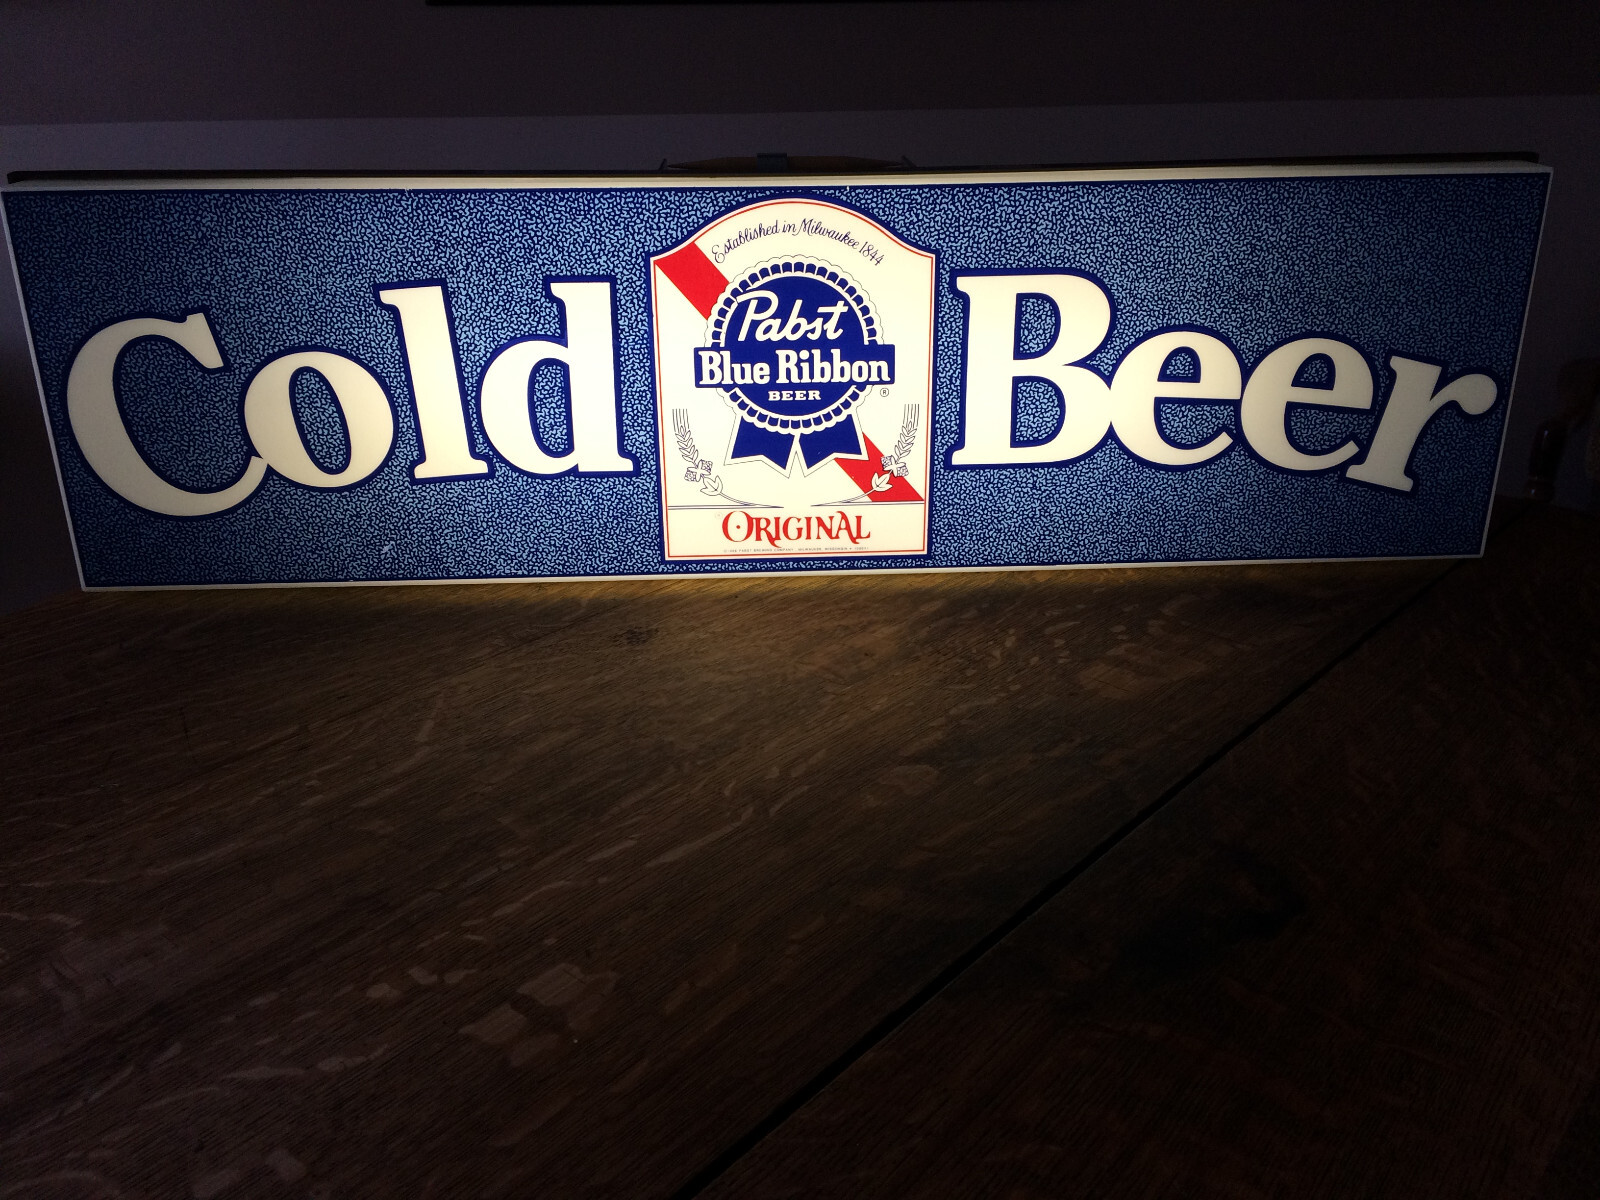 Cold Beer
Established in Milwaukee 1844
Pabst
Blue Ribbon
BEER
®
ORIGINAL